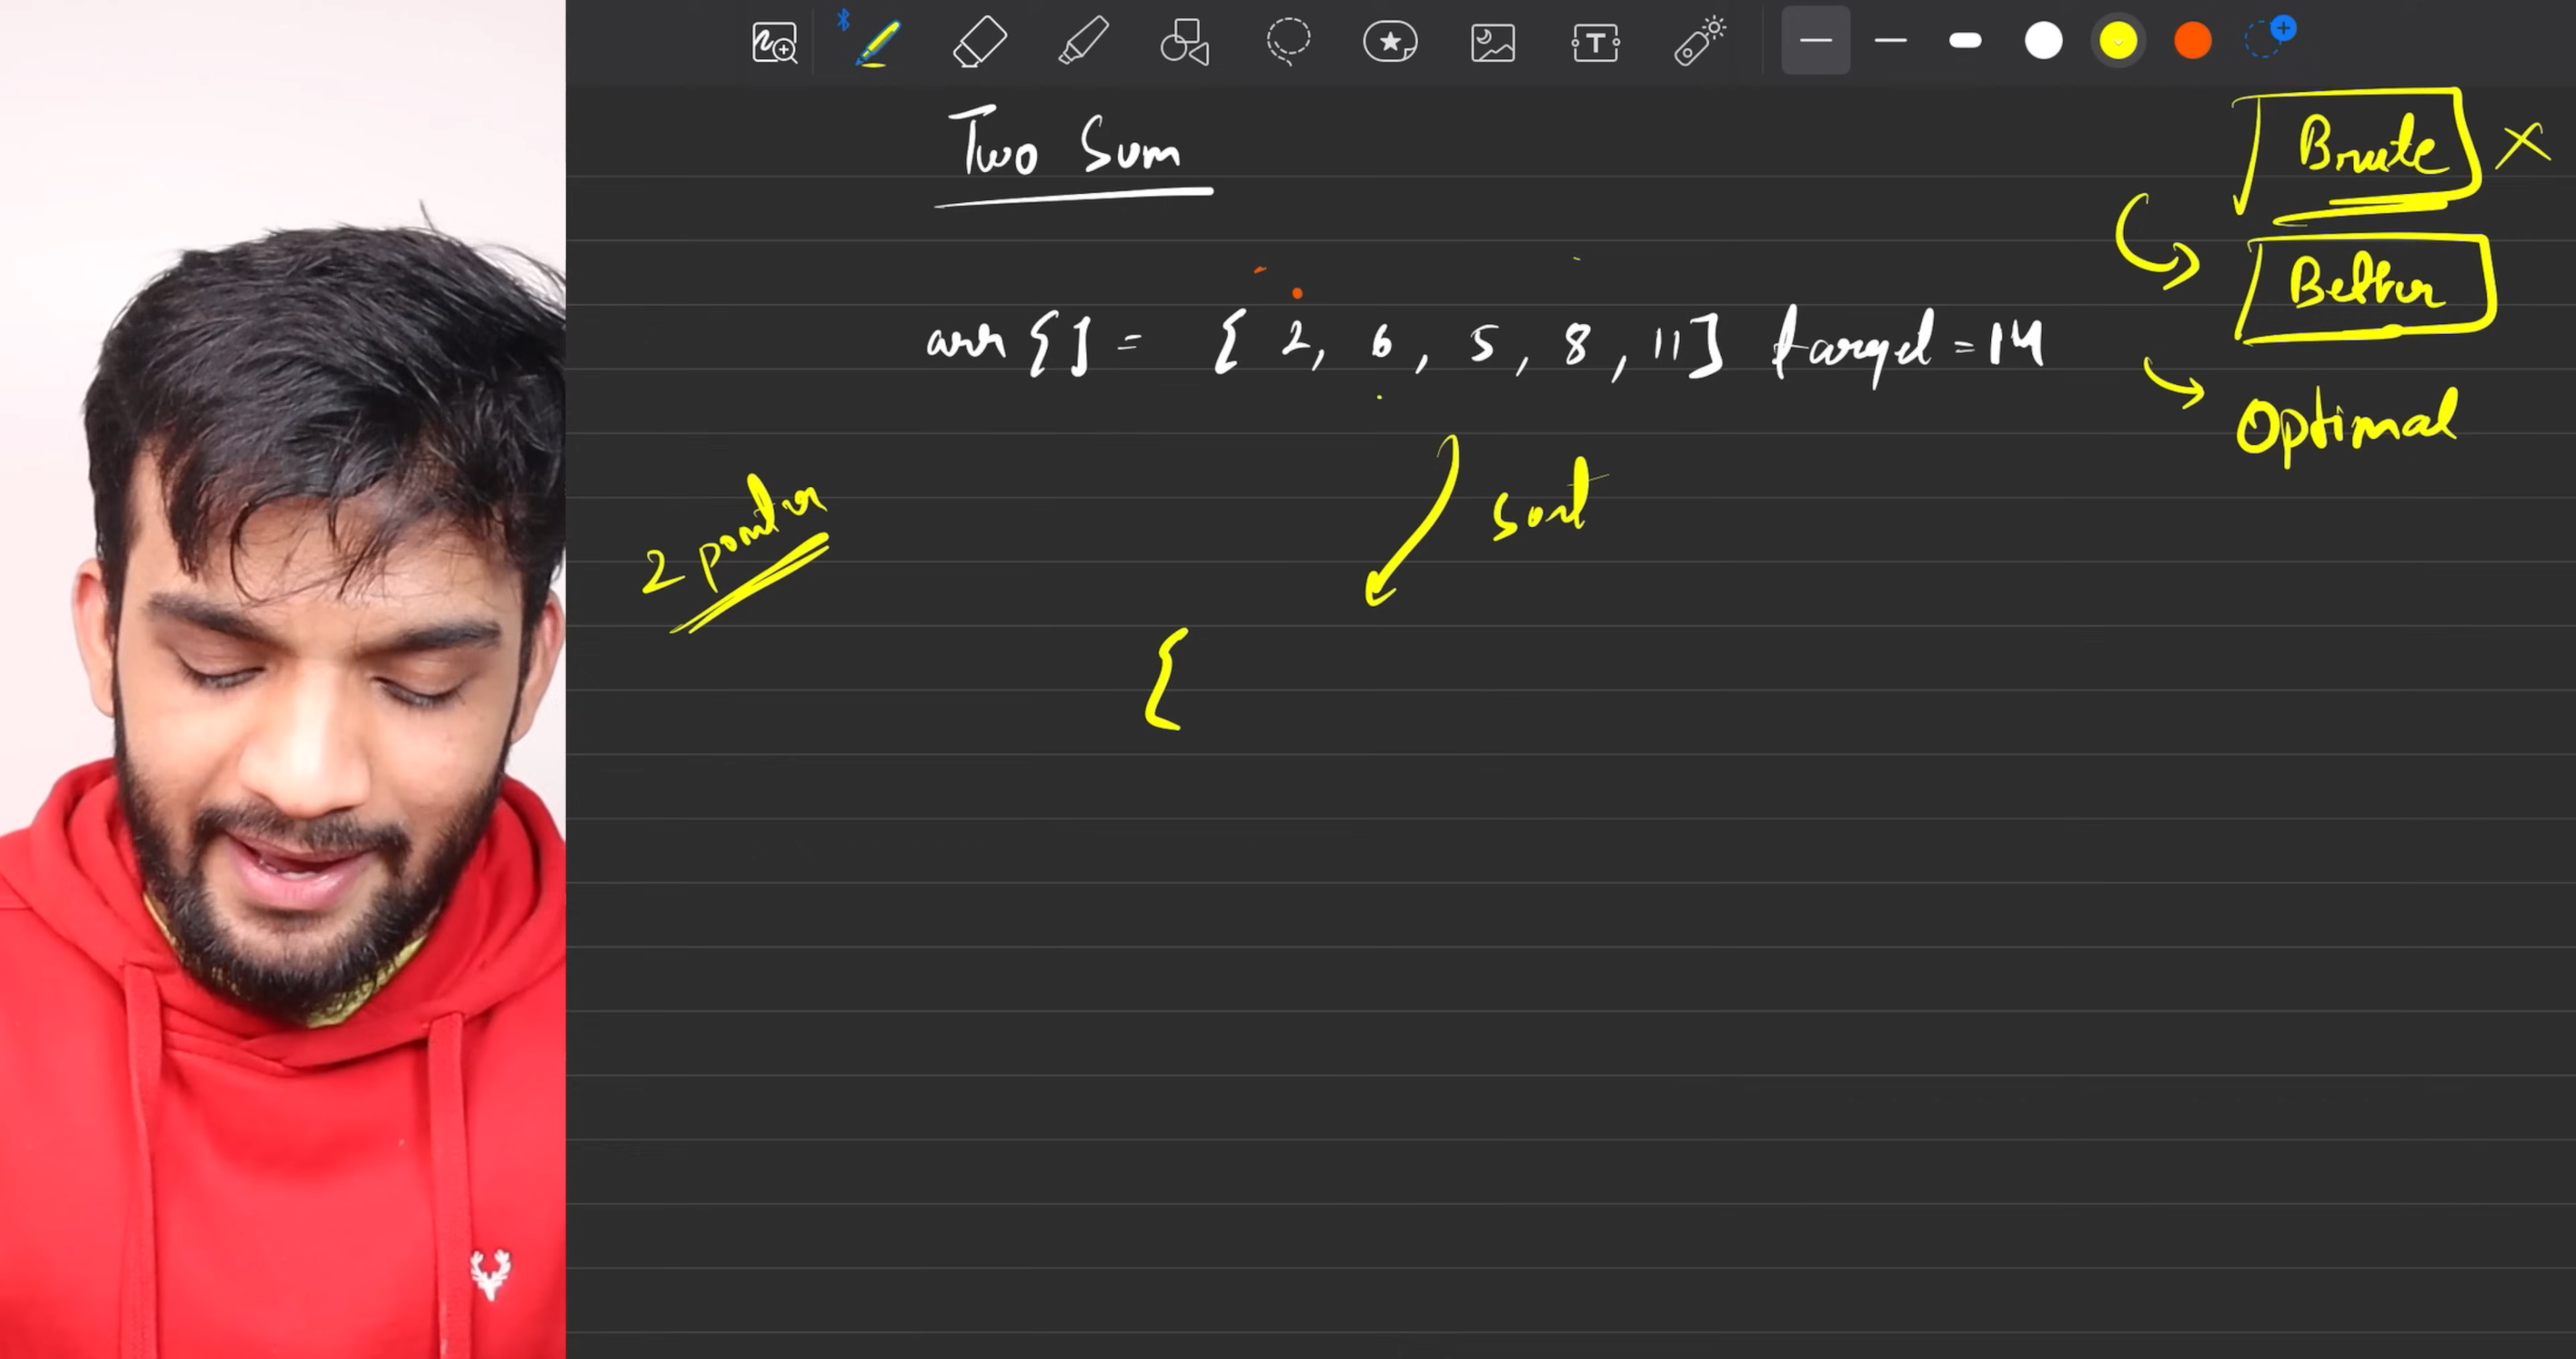 Two Sum
Brute ×
Better
Optimal
arr {] = { 2, 6, 5, 8, 11] target = 14
2 pointer
sort
{
T